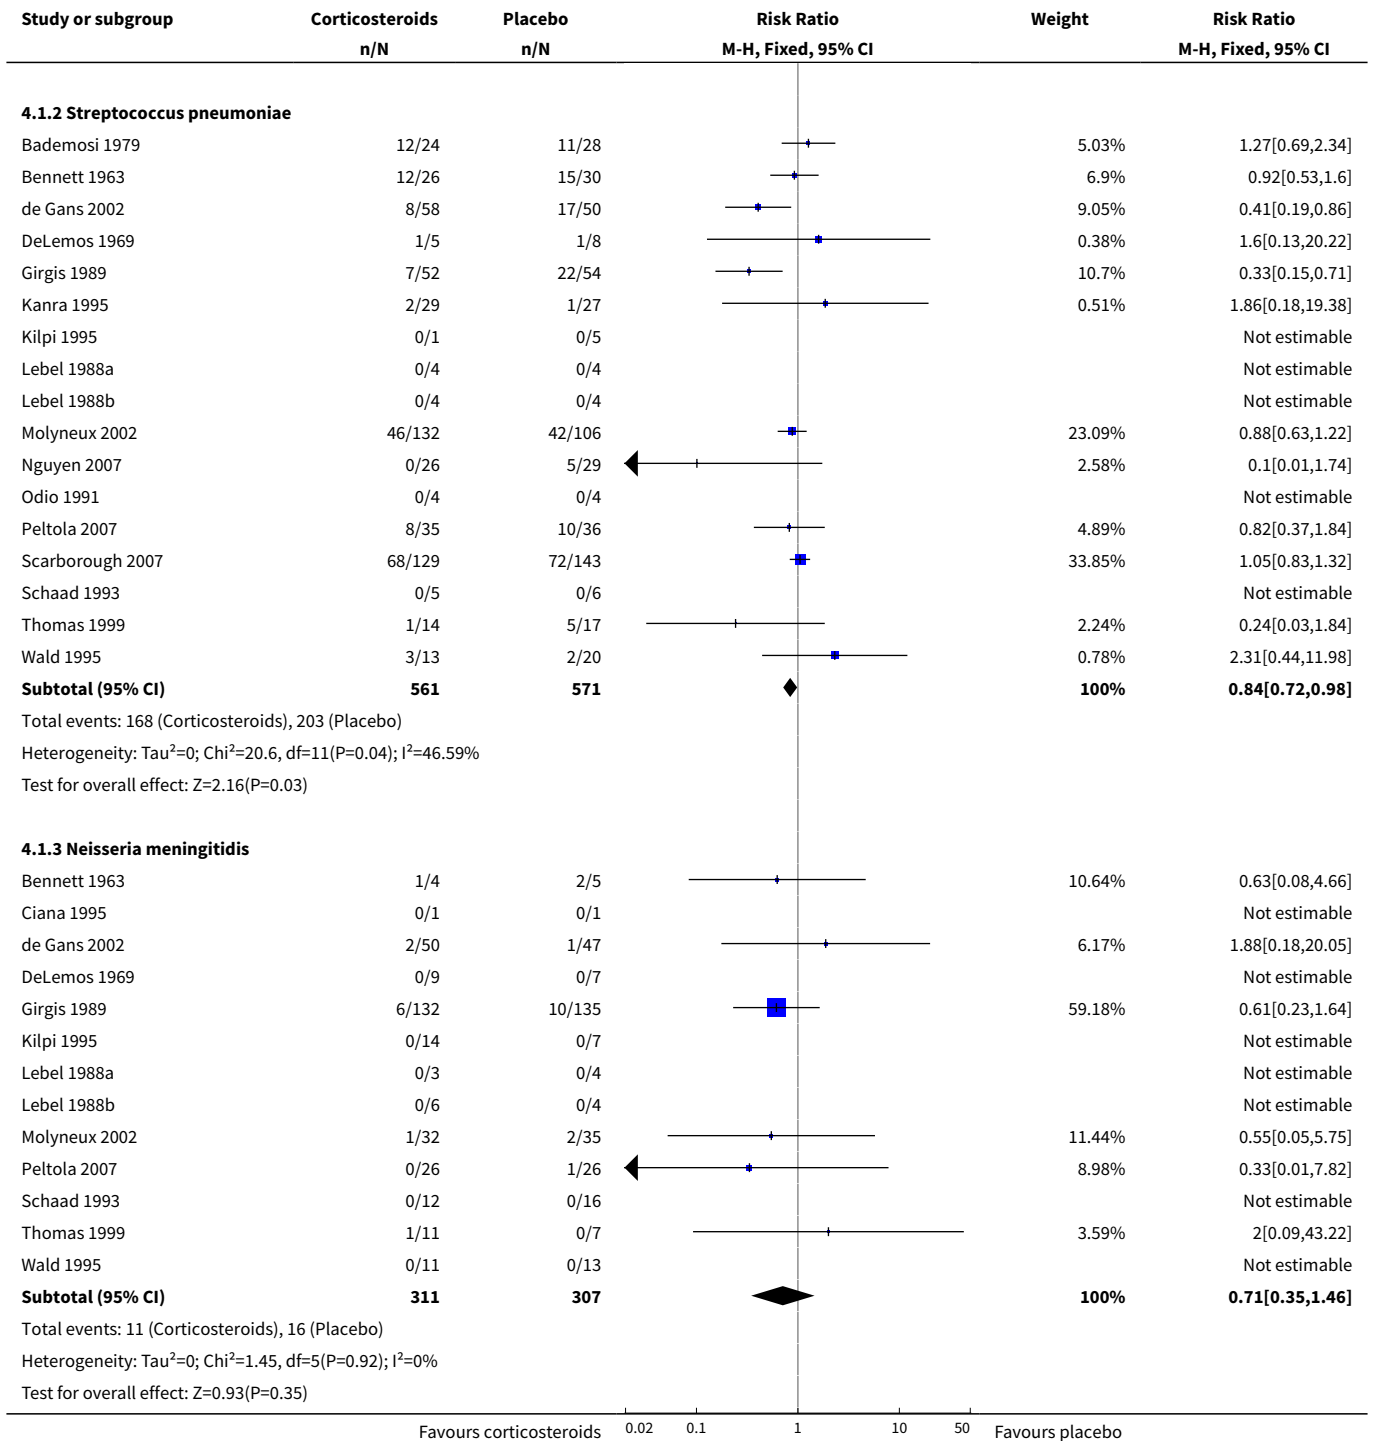 Study or subgroup Corticosteroids Placebo Risk Ratio Weight Risk Ratio
n/N n/N M-H, Fixed, 95% CI M-H, Fixed, 95% CI
4.1.2 Streptococcus pneumoniae
Bademosi 1979 12/24 11/28 5.03% 1.27[0.69,2.34]
Bennett 1963 12/26 15/30 6.9% 0.92[0.53,1.6]
de Gans 2002 8/58 17/50 9.05% 0.41[0.19,0.86]
DeLemos 1969 1/5 1/8 0.38% 1.6[0.13,20.22]
Girgis 1989 7/52 22/54 10.7% 0.33[0.15,0.71]
Kanra 1995 2/29 1/27 0.51% 1.86[0.18,19.38]
Kilpi 1995 0/1 0/5 Not estimable
Lebel 1988a 0/4 0/4 Not estimable
Lebel 1988b 0/4 0/4 Not estimable
Molyneux 2002 46/132 42/106 23.09% 0.88[0.63,1.22]
Nguyen 2007 0/26 5/29 2.58% 0.1[0.01,1.74]
Odio 1991 0/4 0/4 Not estimable
Peltola 2007 8/35 10/36 4.89% 0.82[0.37,1.84]
Scarborough 2007 68/129 72/143 33.85% 1.05[0.83,1.32]
Schaad 1993 0/5 0/6 Not estimable
Thomas 1999 1/14 5/17 2.24% 0.24[0.03,1.84]
Wald 1995 3/13 2/20 0.78% 2.31[0.44,11.98]
Subtotal (95% CI) 561 571 100% 0.84[0.72,0.98]
Total events: 168 (Corticosteroids), 203 (Placebo)
Heterogeneity: Tau²=0; Chi²=20.6, df=11(P=0.04); I²=46.59%
Test for overall effect: Z=2.16(P=0.03)
4.1.3 Neisseria meningitidis
Bennett 1963 1/4 2/5 10.64% 0.63[0.08,4.66]
Ciana 1995 0/1 0/1 Not estimable
de Gans 2002 2/50 1/47 6.17% 1.88[0.18,20.05]
DeLemos 1969 0/9 0/7 Not estimable
Girgis 1989 6/132 10/135 59.18% 0.61[0.23,1.64]
Kilpi 1995 0/14 0/7 Not estimable
Lebel 1988a 0/3 0/4 Not estimable
Lebel 1988b 0/6 0/4 Not estimable
Molyneux 2002 1/32 2/35 11.44% 0.55[0.05,5.75]
Peltola 2007 0/26 1/26 8.98% 0.33[0.01,7.82]
Schaad 1993 0/12 0/16 Not estimable
Thomas 1999 1/11 0/7 3.59% 2[0.09,43.22]
Wald 1995 0/11 0/13 Not estimable
Subtotal (95% CI) 311 307 100% 0.71[0.35,1.46]
Total events: 11 (Corticosteroids), 16 (Placebo)
Heterogeneity: Tau²=0; Chi²=1.45, df=5(P=0.92); I²=0%
Test for overall effect: Z=0.93(P=0.35)
Favours corticosteroids 0.02 0.1 1 10 50 Favours placebo